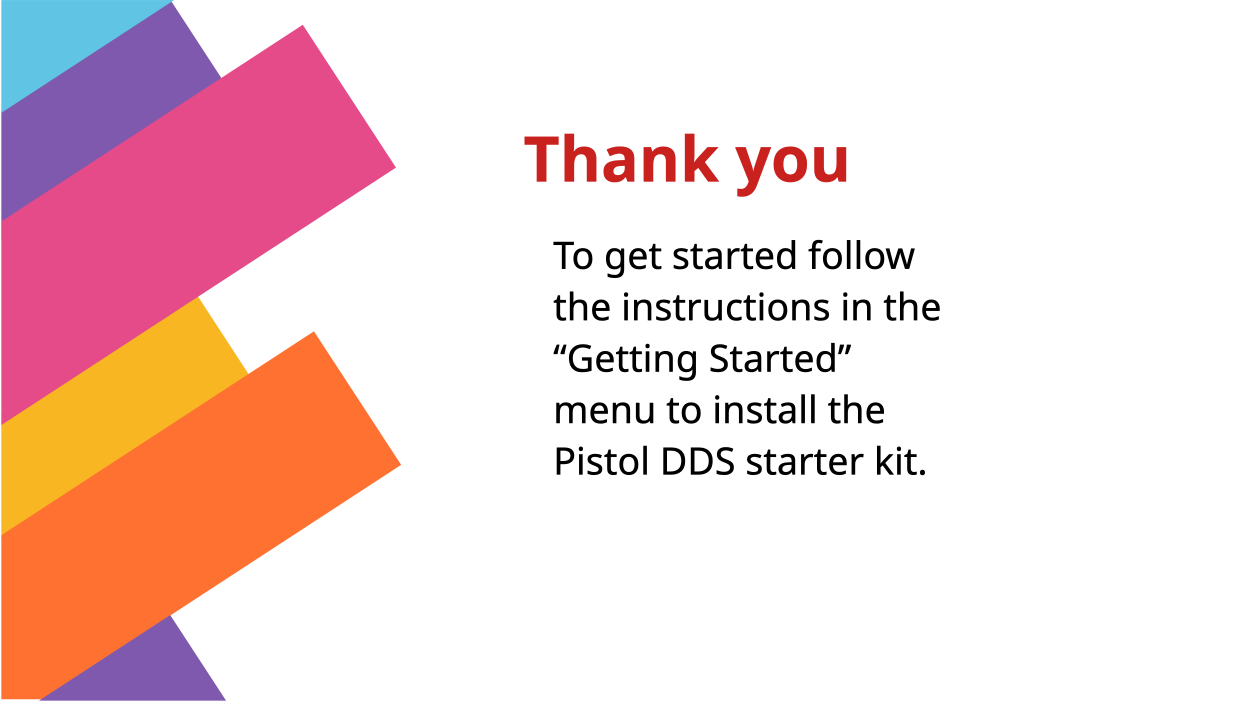 Thank you
To get started follow
the instructions in the
“Getting Started”
menu to install the
Pistol DDS starter kit.